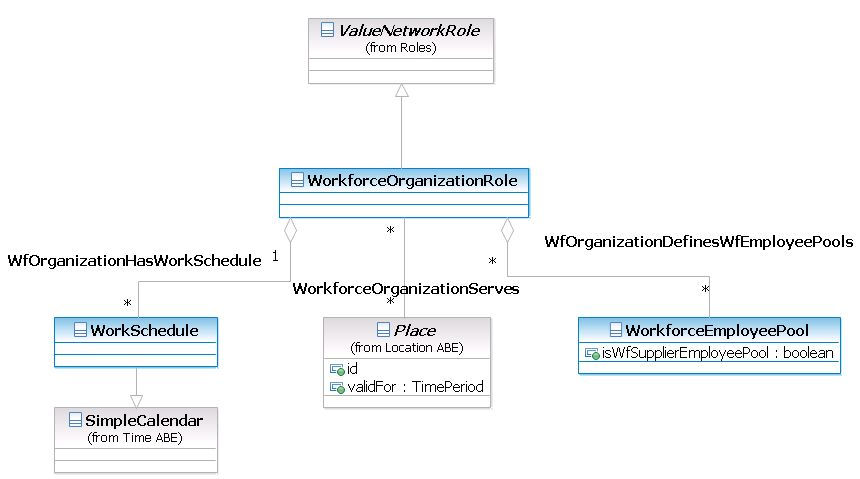 ValueNetworkRole
(from Roles)
WorkforceOrganizationRole
*
WfOrganizationDefinesWfEmployeePools
WfOrganizationHasWorkSchedule
1
*
WorkforceOrganizationServes
*
*
*
WorkSchedule
Place
(from Location ABE)
id
validFor : TimePeriod
WorkforceEmployeePool
isWfSupplierEmployeePool : boolean
SimpleCalendar
(from Time ABE)